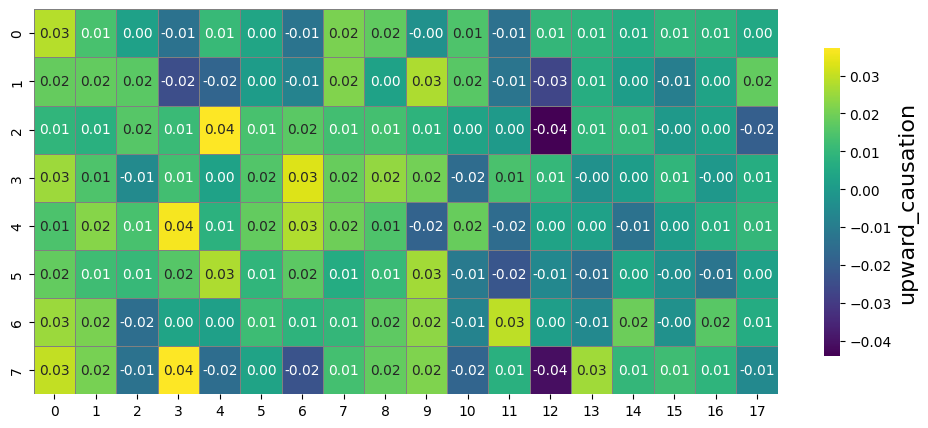 0 0.03 0.01 0.00 -0.01 0.01 0.00 -0.01 0.02 0.02 -0.00 0.01 -0.01 0.01 0.01 0.01 0.01 0.01 0.00
1 0.02 0.02 0.02 -0.02 -0.02 0.00 -0.01 0.02 0.00 0.03 0.02 -0.01 -0.03 0.01 0.00 -0.01 0.00 0.02
2 0.01 0.01 0.02 0.01 0.04 0.01 0.02 0.01 0.01 0.01 0.00 0.00 -0.04 0.01 0.01 -0.00 0.00 -0.02
3 0.03 0.01 -0.01 0.01 0.00 0.02 0.03 0.02 0.02 0.02 -0.02 0.01 0.01 -0.00 -0.00 0.01 -0.00 0.01
4 0.01 0.02 0.01 0.04 0.01 0.02 0.03 0.02 0.01 -0.02 0.02 -0.02 0.00 0.00 -0.01 0.00 0.01 0.01
5 0.02 0.01 0.01 0.02 0.03 0.01 0.02 0.01 0.01 0.03 -0.01 -0.02 -0.01 -0.01 0.00 -0.00 -0.01 0.00
6 0.03 0.02 -0.02 0.00 0.00 0.01 0.01 0.01 0.02 0.02 -0.01 0.03 0.00 -0.01 0.02 -0.00 0.02 0.01
7 0.03 0.02 -0.01 0.04 -0.02 0.00 -0.02 0.01 0.02 0.02 -0.02 0.01 -0.04 0.03 0.01 0.01 0.01 -0.01
0 1 2 3 4 5 6 7 8 9 10 11 12 13 14 15 16 17
0.03
0.02
0.01
0.00
−0.01
−0.02
−0.03
−0.04
upward_causation